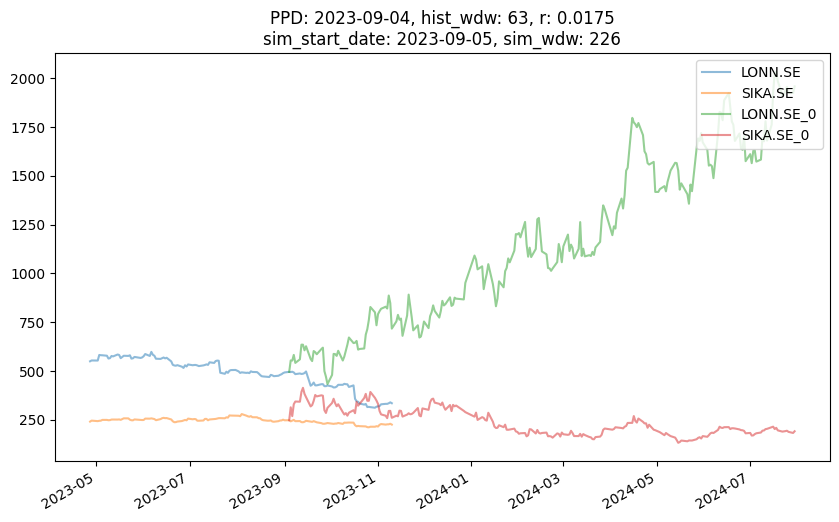 PPD: 2023-09-04, hist_wdw: 63, r: 0.0175
sim_start_date: 2023-09-05, sim_wdw: 226
2000
1750
1500
1250
1000
750
500
250
LONN.SE
SIKA.SE
LONN.SE_0
SIKA.SE_0
2023-05
2023-07
2023-09
2023-11
2024-01
2024-03
2024-05
2024-07